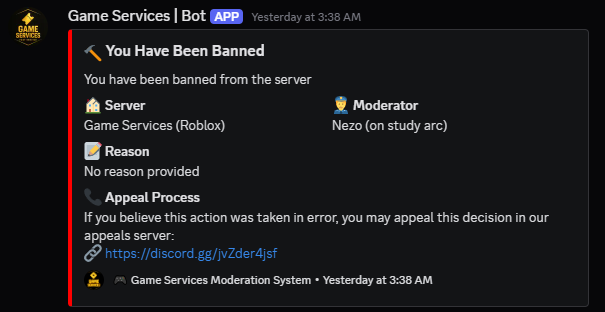 Game Services | Bot APP Yesterday at 3:38 AM
GAME
SERVICES
You Have Been Banned
You have been banned from the server
Server
Moderator
Game Services (Roblox)
Nezo (on study arc)
Reason
No reason provided
Appeal Process
If you believe this action was taken in error, you may appeal this decision in our
appeals server:
https://discord.gg/jvZder4jsf
Game Services Moderation System • Yesterday at 3:38 AM